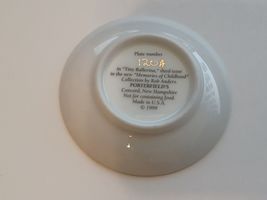 Plate number
120A
in "Tiny Ballerina," third issue
in the new "Memories of Childhood"
Collection by Rob Anders.
PORTERFIELD'S
Concord, New Hampshire
Not for containing food.
Made in U.S.A.
© 1999